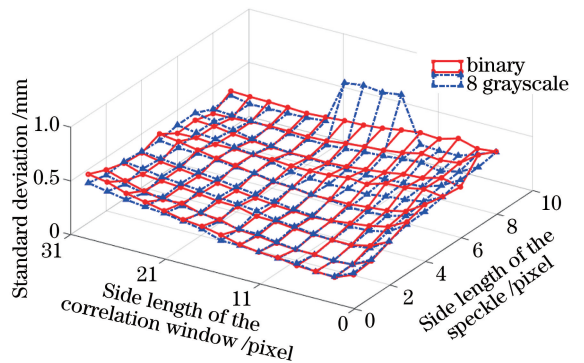 binary
8 grayscale
Standard deviation /mm
1.0
0.5
0
31
21
11
0
0
2
4
6
8
10
Side length of the
correlation window /pixel
Side length of the
speckle /pixel